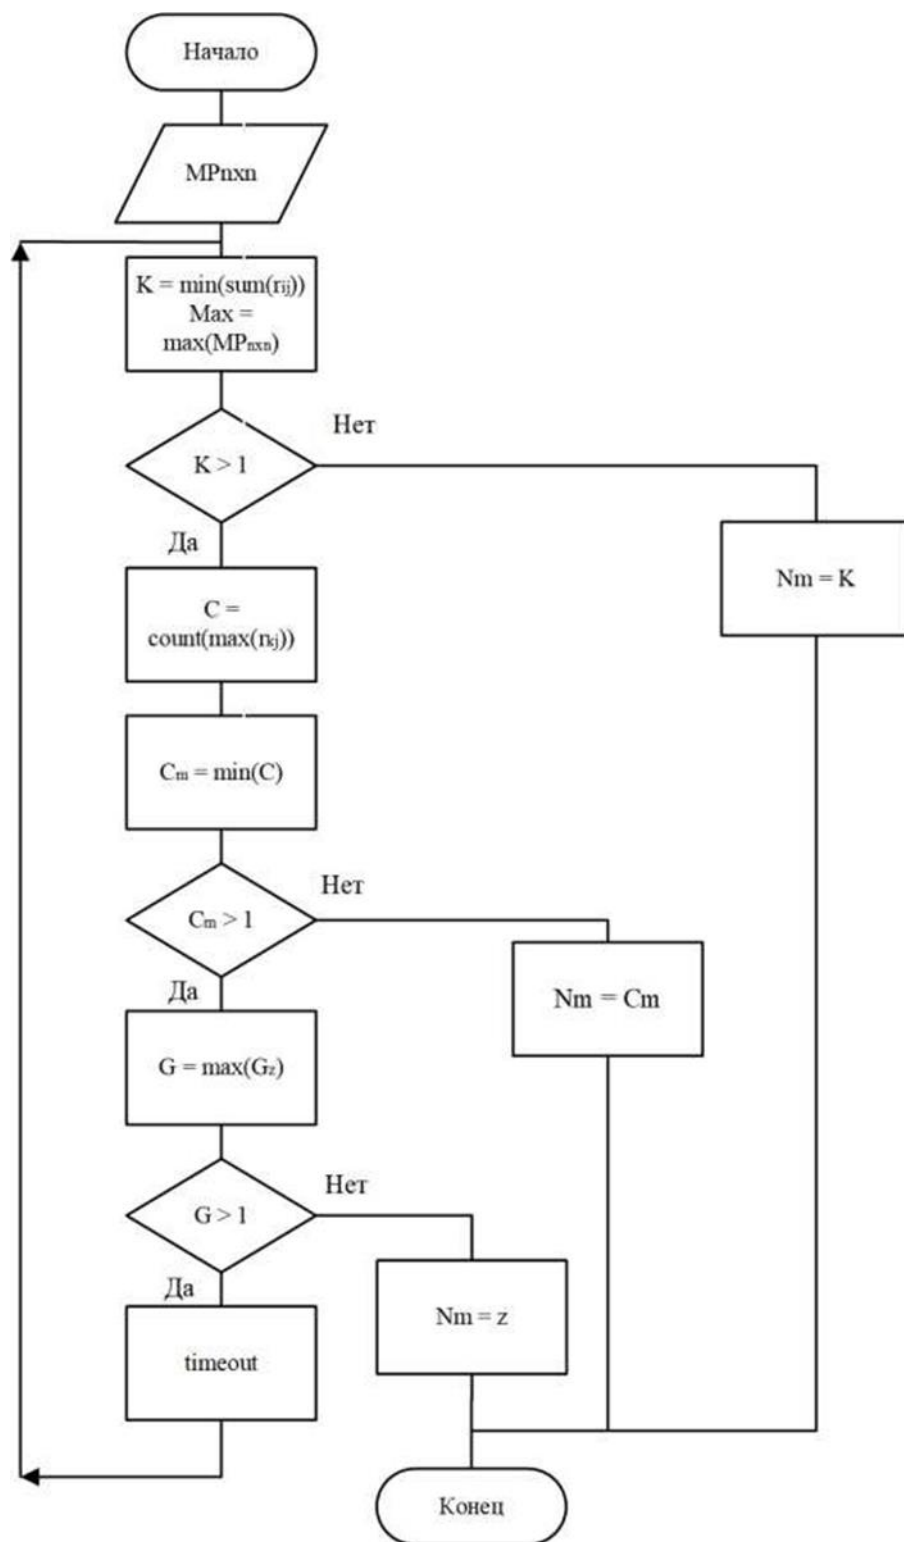 Начало
MPnxn
K = min(sum(rij))
Max =
max(MPnxn)
K > 1
Нет
Да
Nm = K
C =
count(max(rkj))
Cm = min(C)
Cm > 1
Нет
Да
Nm = Cm
G = max(Gz)
G > 1
Нет
Да
Nm = z
timeout
Конец